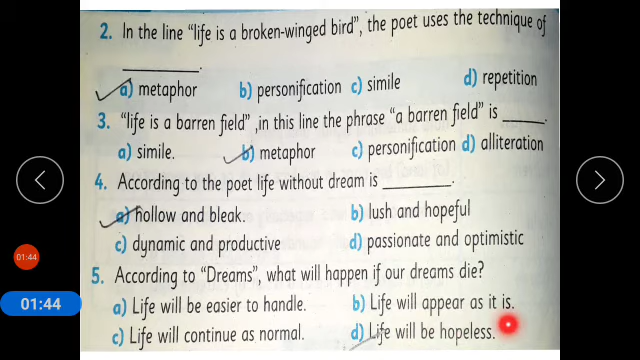 2. In the line “life is a broken-winged bird”, the poet uses the technique of
__________.
a) metaphor b) personification c) simile d) repetition
3. “life is a barren field” ,in this line the phrase “a barren field” is _____.
a) simile. b) metaphor c) personification d) alliteration
4. According to the poet life without dream is ________.
a) hollow and bleak. b) lush and hopeful
c) dynamic and productive d) passionate and optimistic
5. According to “Dreams”, what will happen if our dreams die?
a) Life will be easier to handle. b) Life will appear as it is.
c) Life will continue as normal. d) Life will be hopeless.
01:44
01:44